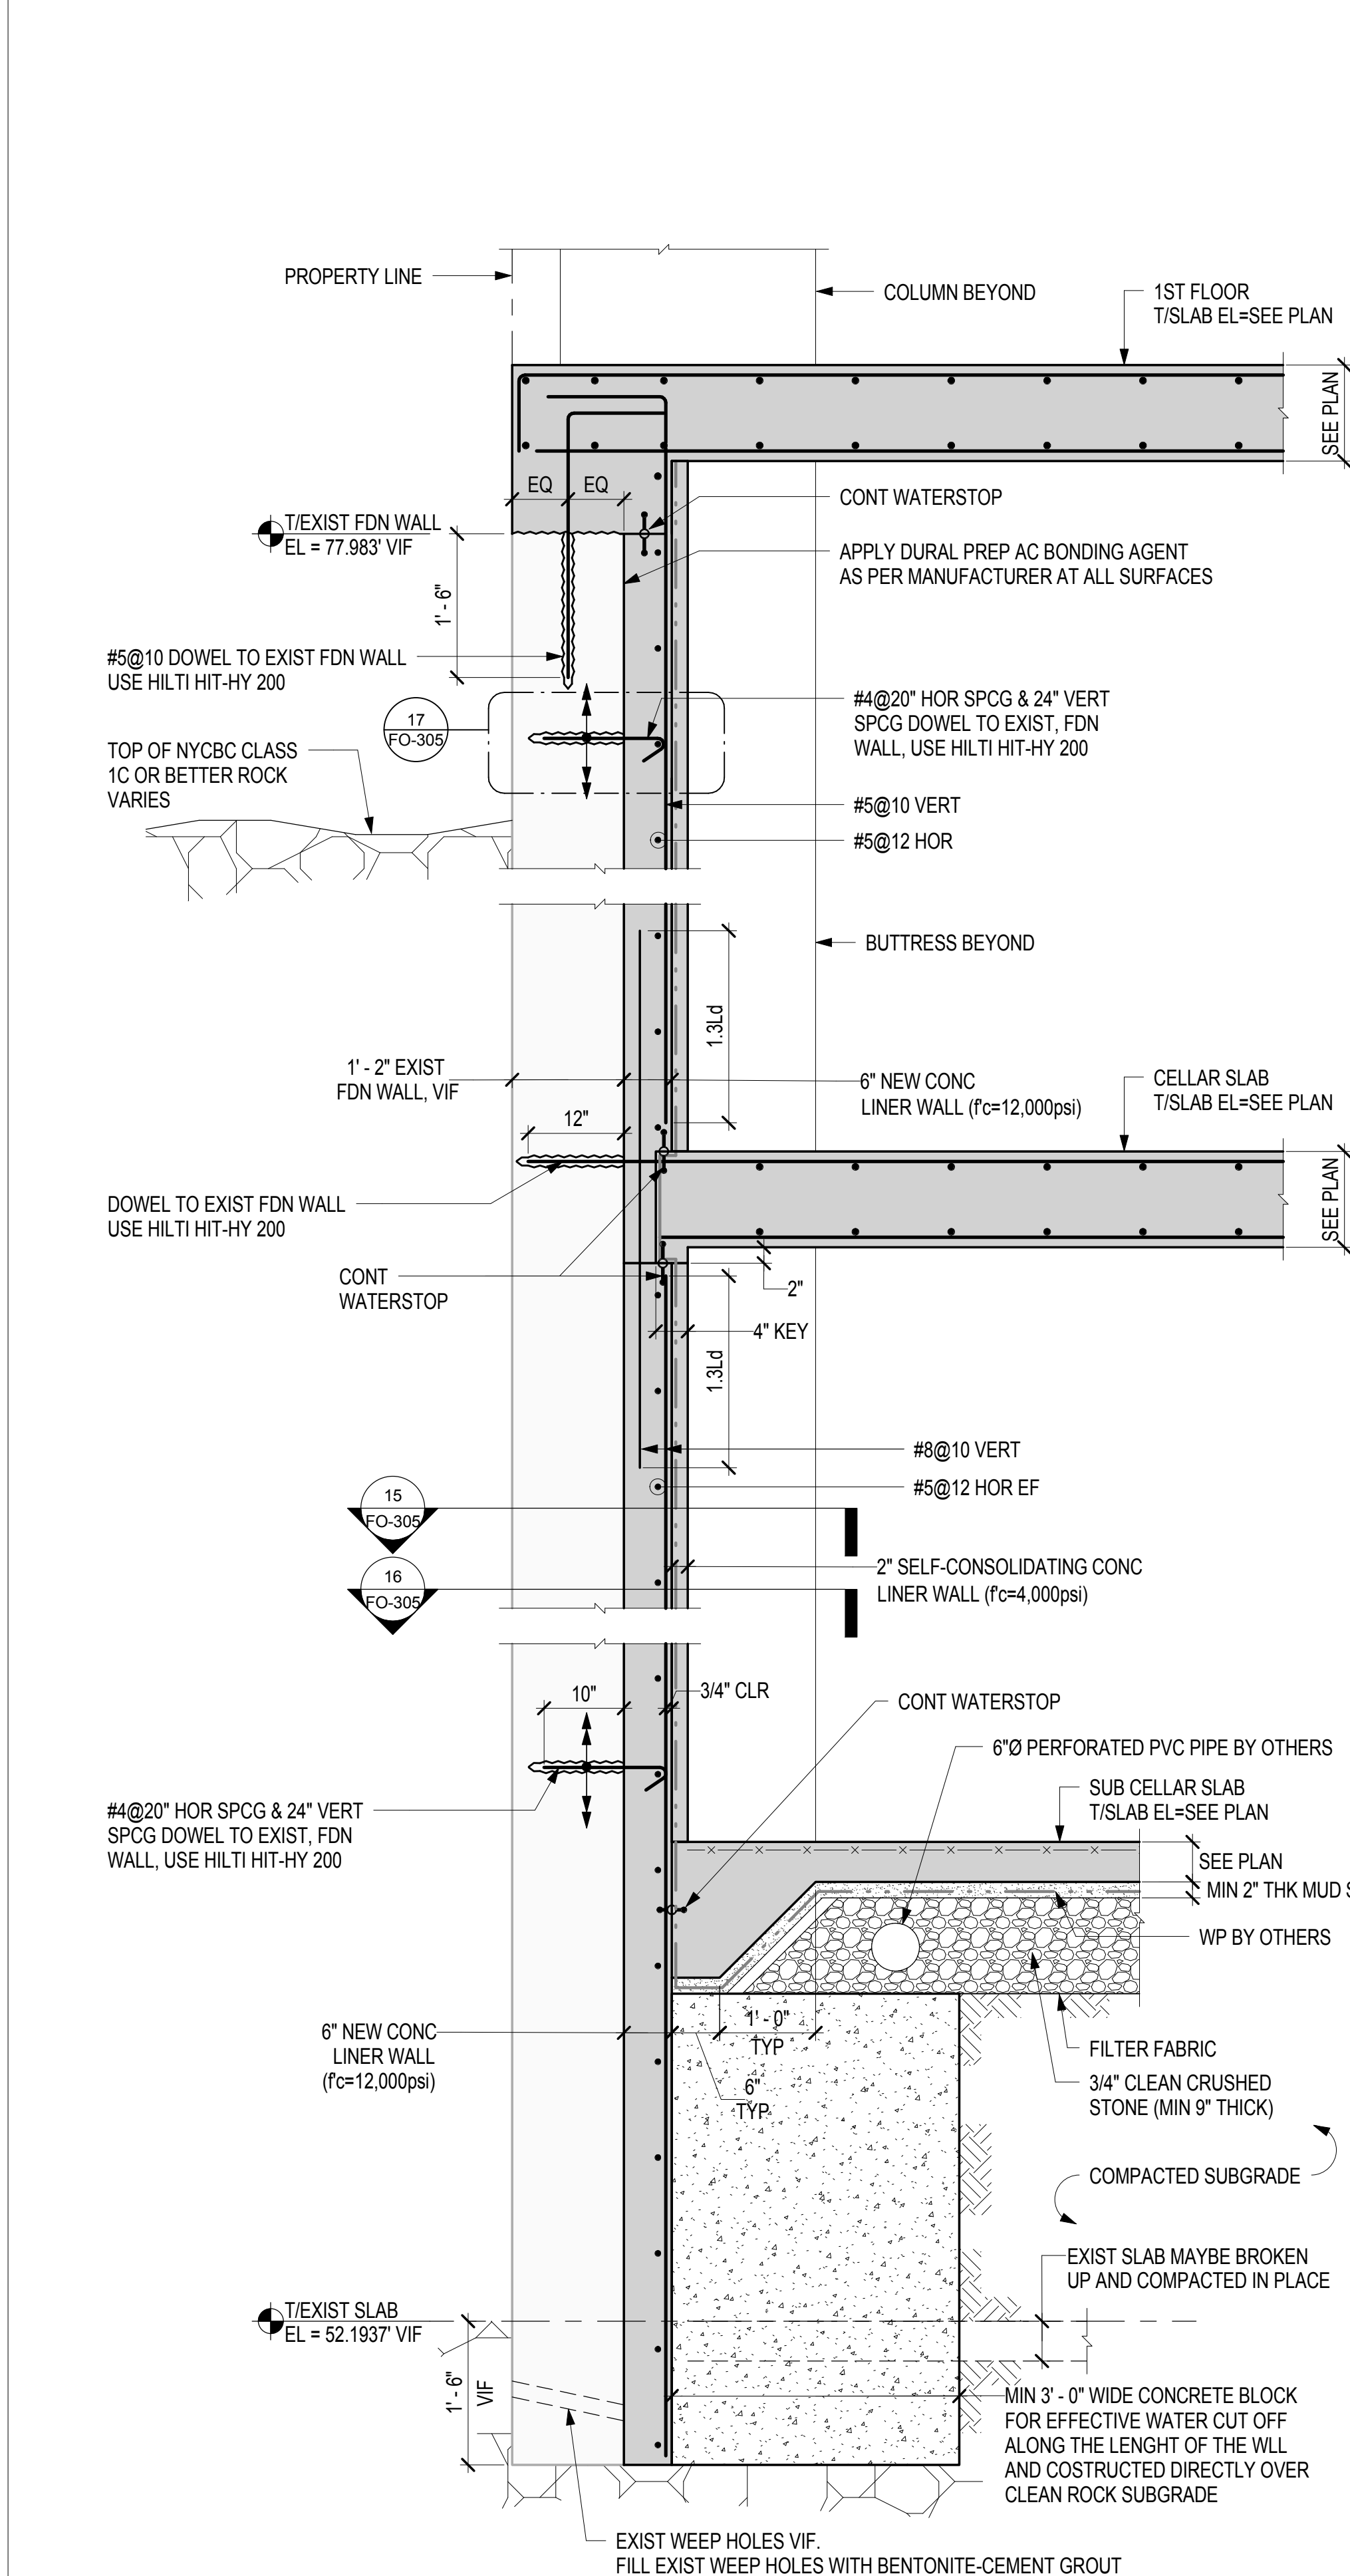 PROPERTY LINE
COLUMN BEYOND
1ST FLOOR
T/SLAB EL=SEE PLAN
SEE PLAN
EQ
EQ
CONT WATERSTOP
T/EXIST FDN WALL
EL = 77.983' VIF
APPLY DURAL PREP AC BONDING AGENT
AS PER MANUFACTURER AT ALL SURFACES
1' - 6"
#5@10 DOWEL TO EXIST FDN WALL
USE HILTI HIT-HY 200
#4@20" HOR SPCG & 24" VERT
SPCG DOWEL TO EXIST, FDN
WALL, USE HILTI HIT-HY 200
17
FO-305
TOP OF NYCBC CLASS
1C OR BETTER ROCK
VARIES
#5@10 VERT
#5@12 HOR
BUTTRESS BEYOND
1.3Ld
1' - 2" EXIST
FDN WALL, VIF
6" NEW CONC
LINER WALL (f'c=12,000psi)
CELLAR SLAB
T/SLAB EL=SEE PLAN
12"
SEE PLAN
DOWEL TO EXIST FDN WALL
USE HILTI HIT-HY 200
CONT
WATERSTOP
2"
4" KEY
1.3Ld
#8@10 VERT
#5@12 HOR EF
15
FO-305
2" SELF-CONSOLIDATING CONC
LINER WALL (f'c=4,000psi)
16
FO-305
10"
3/4" CLR
CONT WATERSTOP
6"Ø PERFORATED PVC PIPE BY OTHERS
SUB CELLAR SLAB
T/SLAB EL=SEE PLAN
#4@20" HOR SPCG & 24" VERT
SPCG DOWEL TO EXIST, FDN
WALL, USE HILTI HIT-HY 200
SEE PLAN
MIN 2" THK MUD S
WP BY OTHERS
1' - 0"
TYP
6" NEW CONC
LINER WALL
(f'c=12,000psi)
6"
TYP
FILTER FABRIC
3/4" CLEAN CRUSHED
STONE (MIN 9" THICK)
COMPACTED SUBGRADE
EXIST SLAB MAYBE BROKEN
UP AND COMPACTED IN PLACE
T/EXIST SLAB
EL = 52.1937' VIF
1' - 6"
VIF
MIN 3' - 0" WIDE CONCRETE BLOCK
FOR EFFECTIVE WATER CUT OFF
ALONG THE LENGHT OF THE WLL
AND COSTRUCTED DIRECTLY OVER
CLEAN ROCK SUBGRADE
EXIST WEEP HOLES VIF.
FILL EXIST WEEP HOLES WITH BENTONITE-CEMENT GROUT